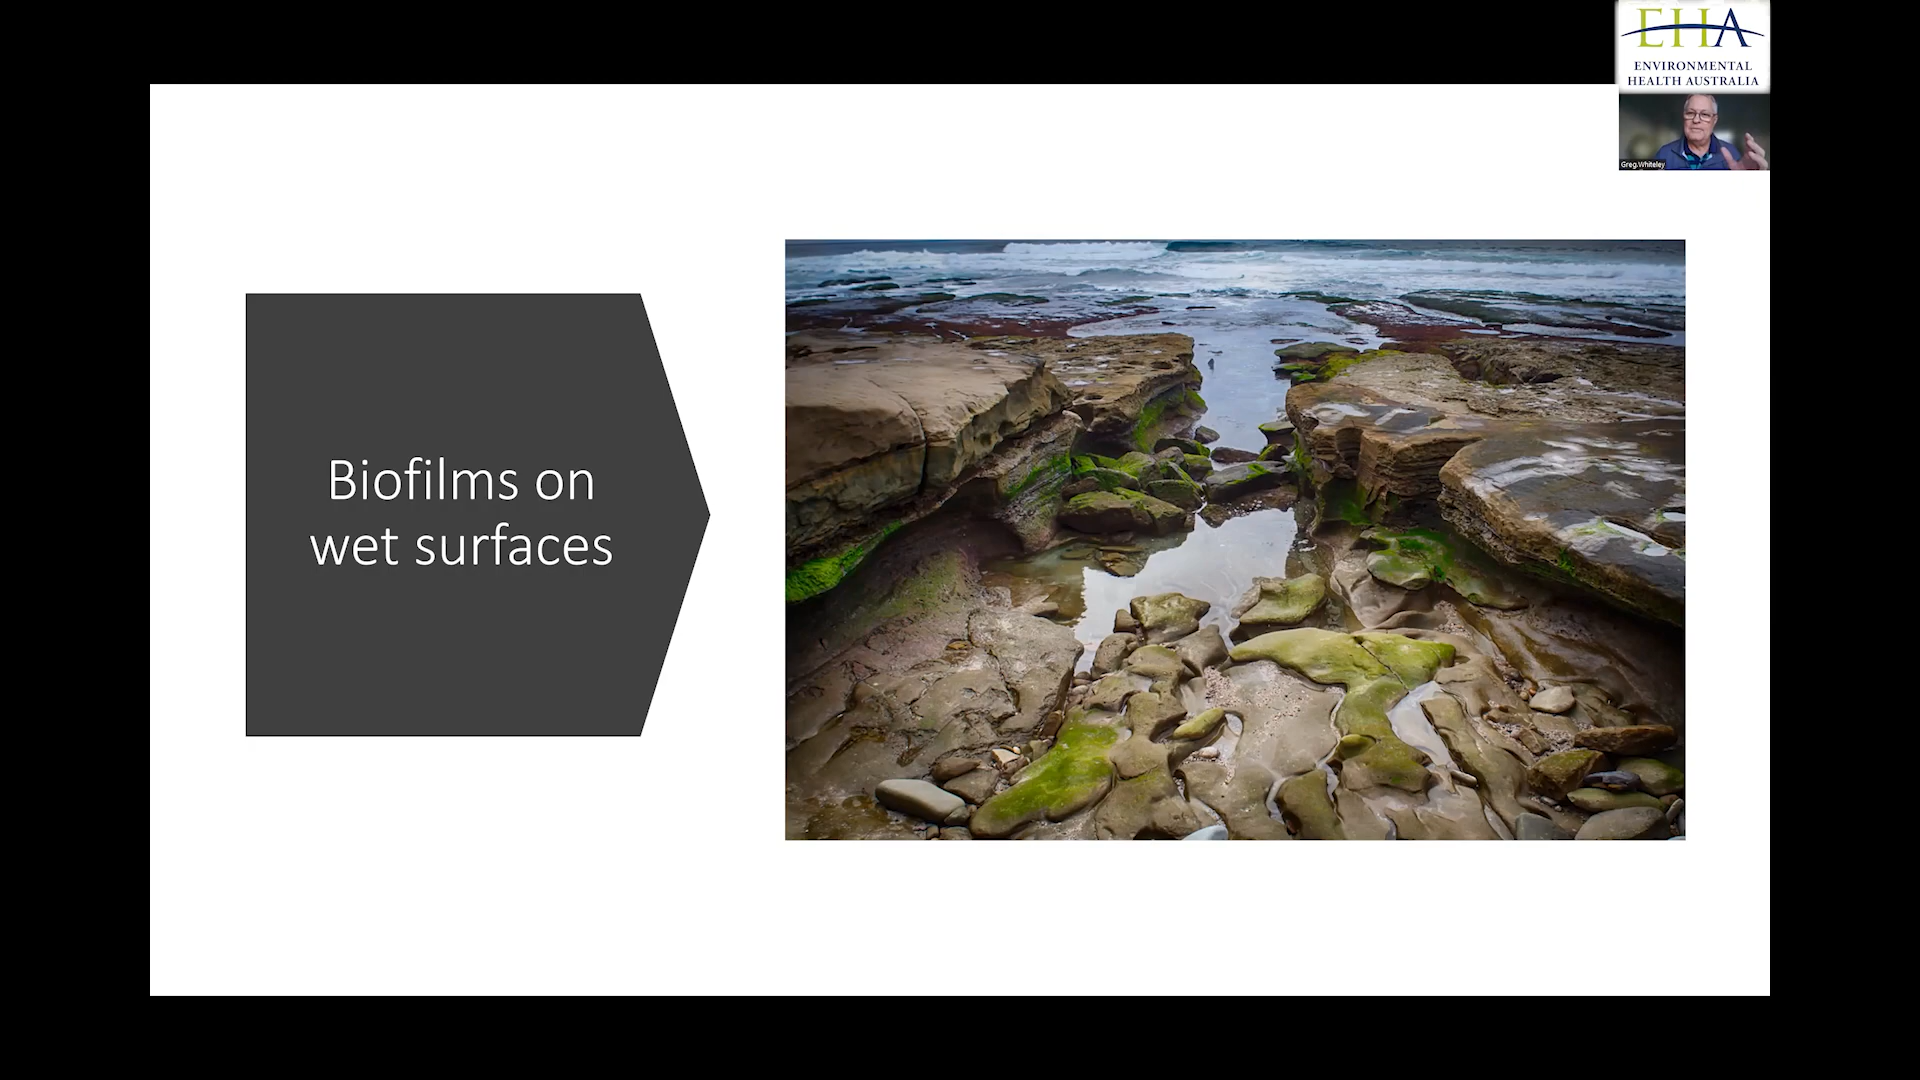 EHA
ENVIRONMENTAL
HEALTH AUSTRALIA
Greg.Whiteley
Biofilms on
wet surfaces